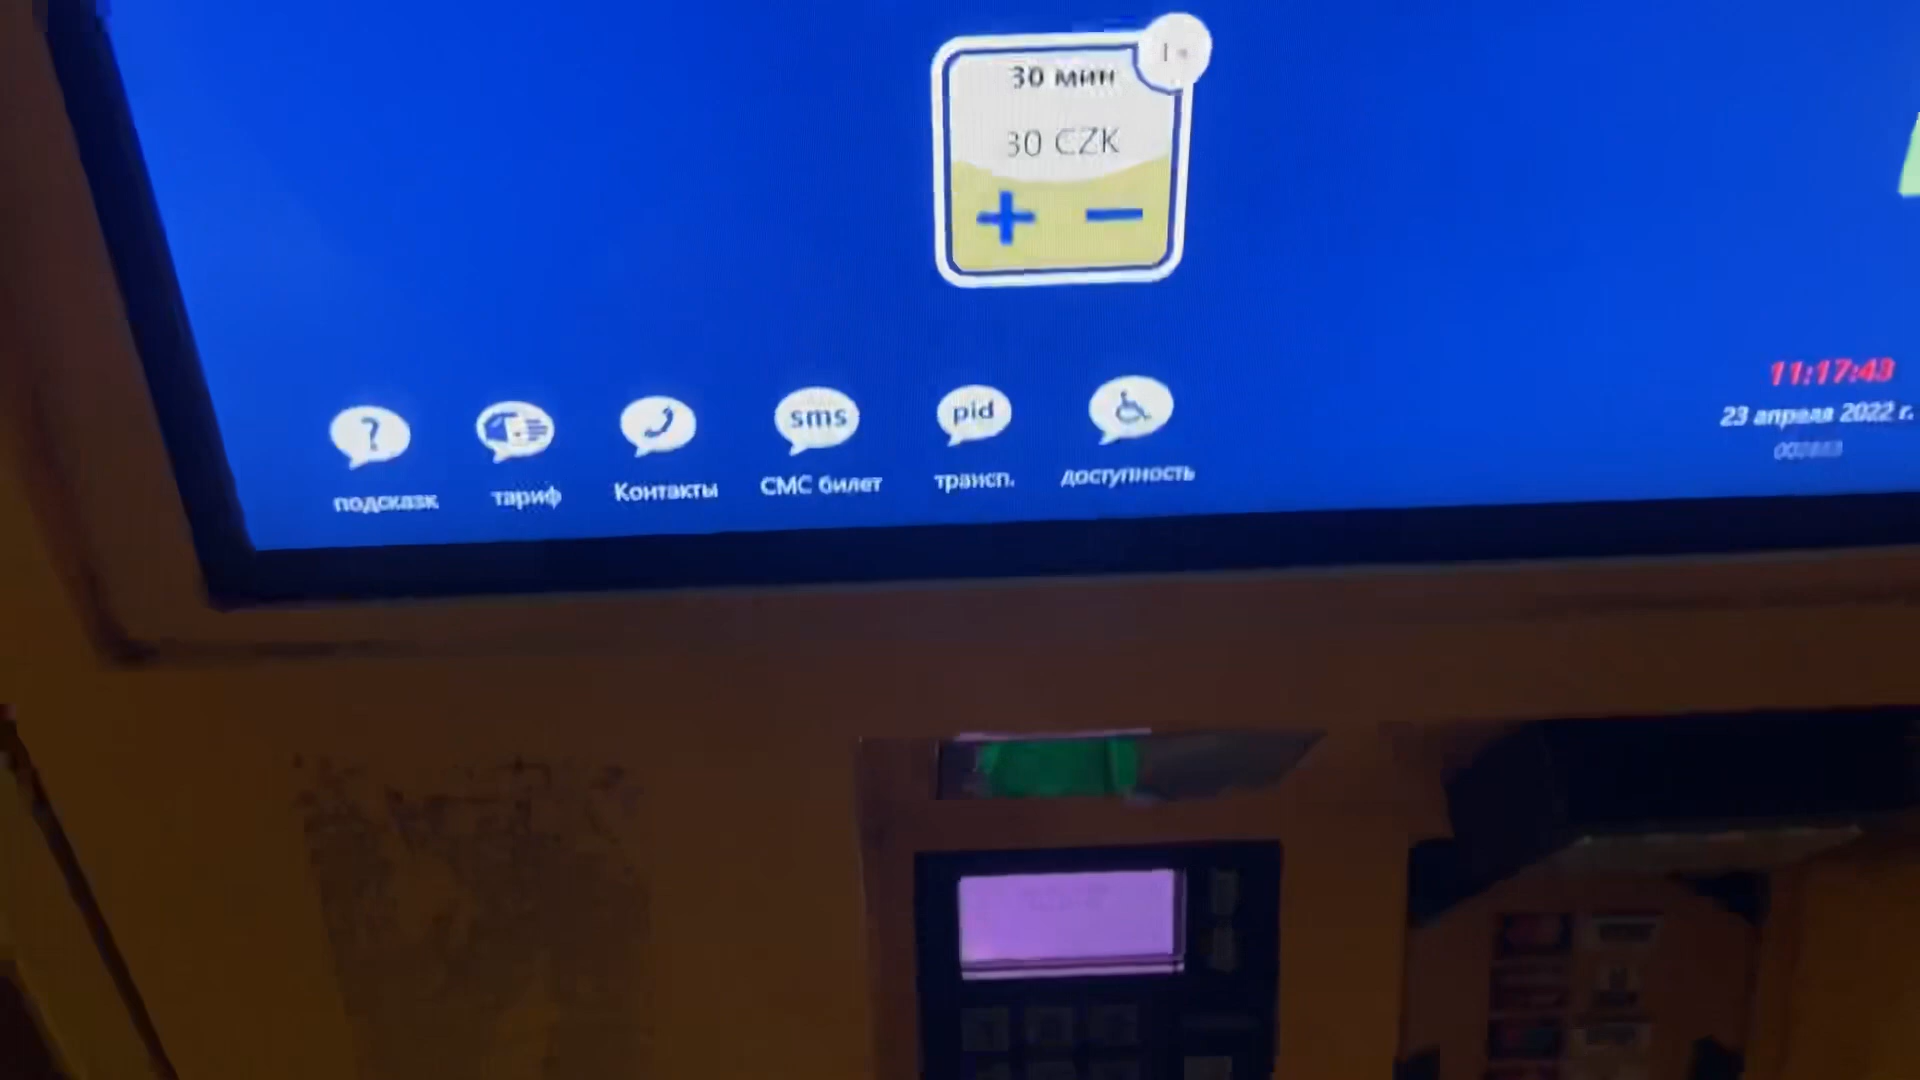 30 мин
30 CZK
?
sms
pid
подсказк
тариф
Контакты
СМС билет
трансп.
доступность
11:17:43
23 апреля 2022 г.